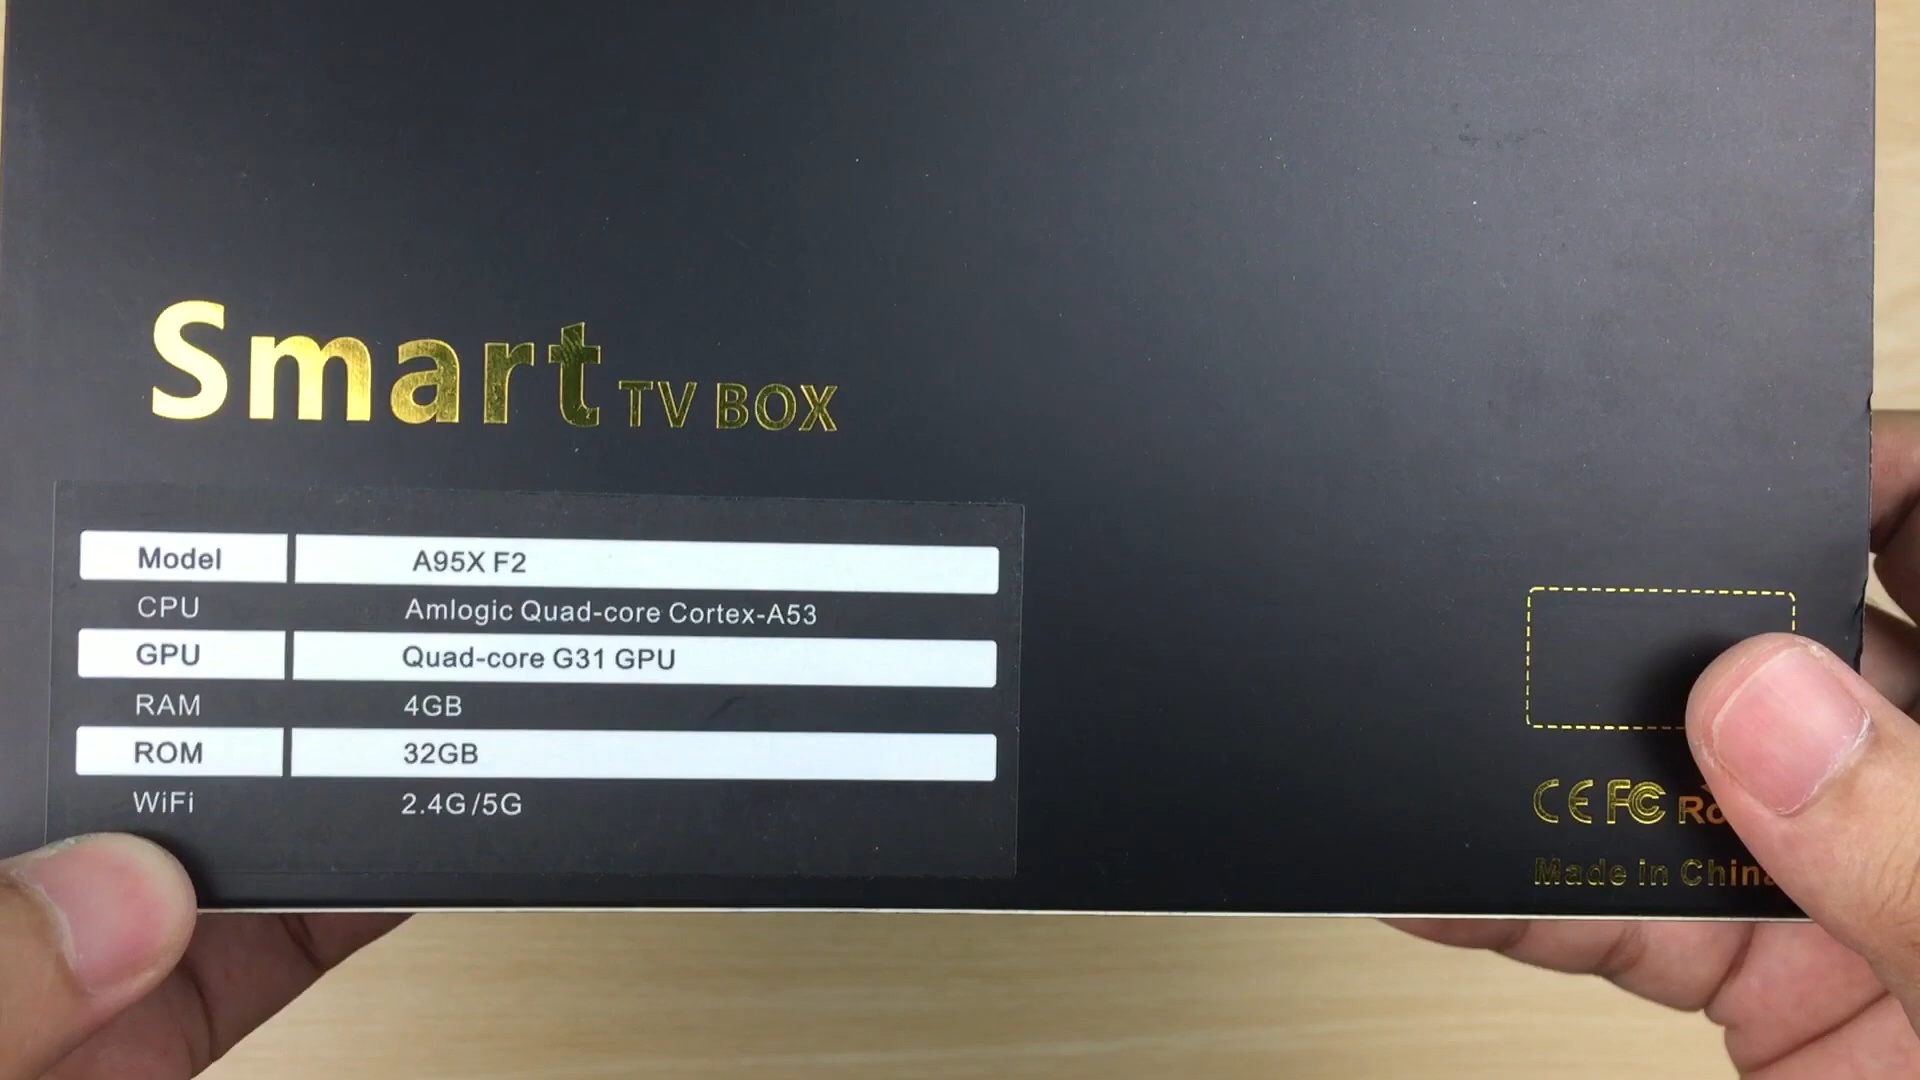 Smart TV BOX
Model A95X F2
CPU Amlogic Quad-core Cortex-A53
GPU Quad-core G31 GPU
RAM 4GB
ROM 32GB
WiFi 2.4G/5G
CE FC
Made in